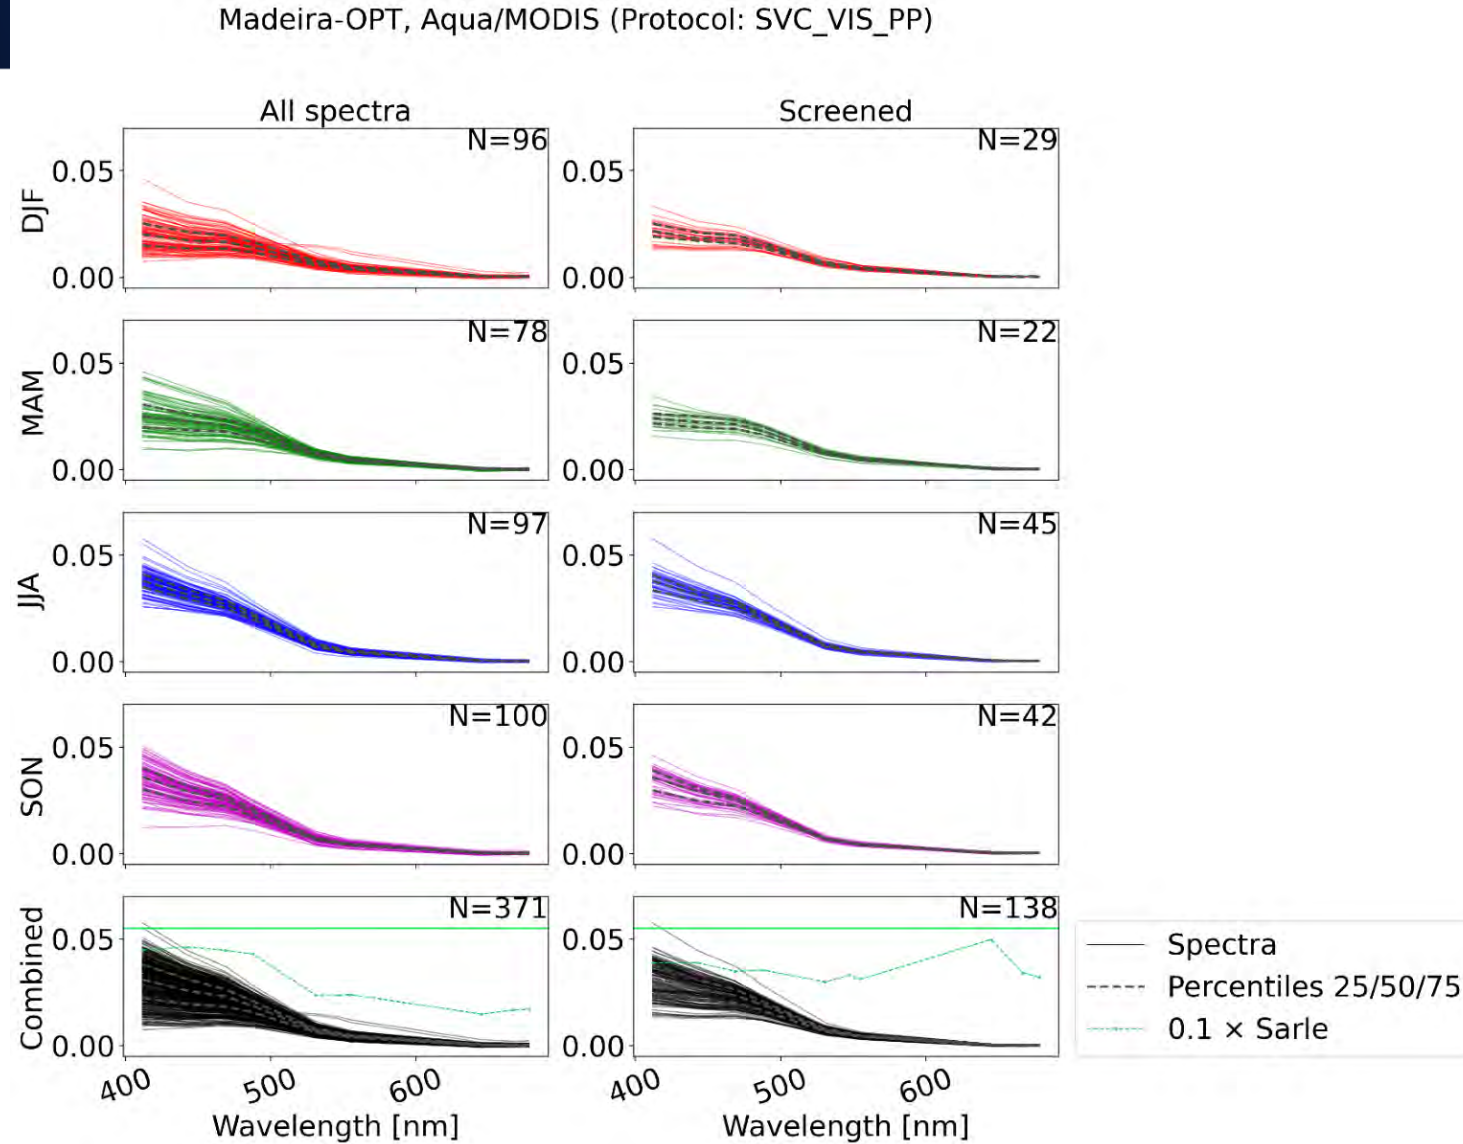 Madeira-OPT, Aqua/MODIS (Protocol: SVC_VIS_PP)
All spectra
Screened
DJF
0.05
0.00
N=96
0.05
0.00
N=29
MAM
0.05
0.00
N=78
0.05
0.00
N=22
JJA
0.05
0.00
N=97
0.05
0.00
N=45
SON
0.05
0.00
N=100
0.05
0.00
N=42
Combined
0.05
0.00
N=371
0.05
0.00
N=138
400 500 600
400 500 600
Wavelength [nm]
Wavelength [nm]
Spectra
Percentiles 25/50/75
0.1 × Sarle